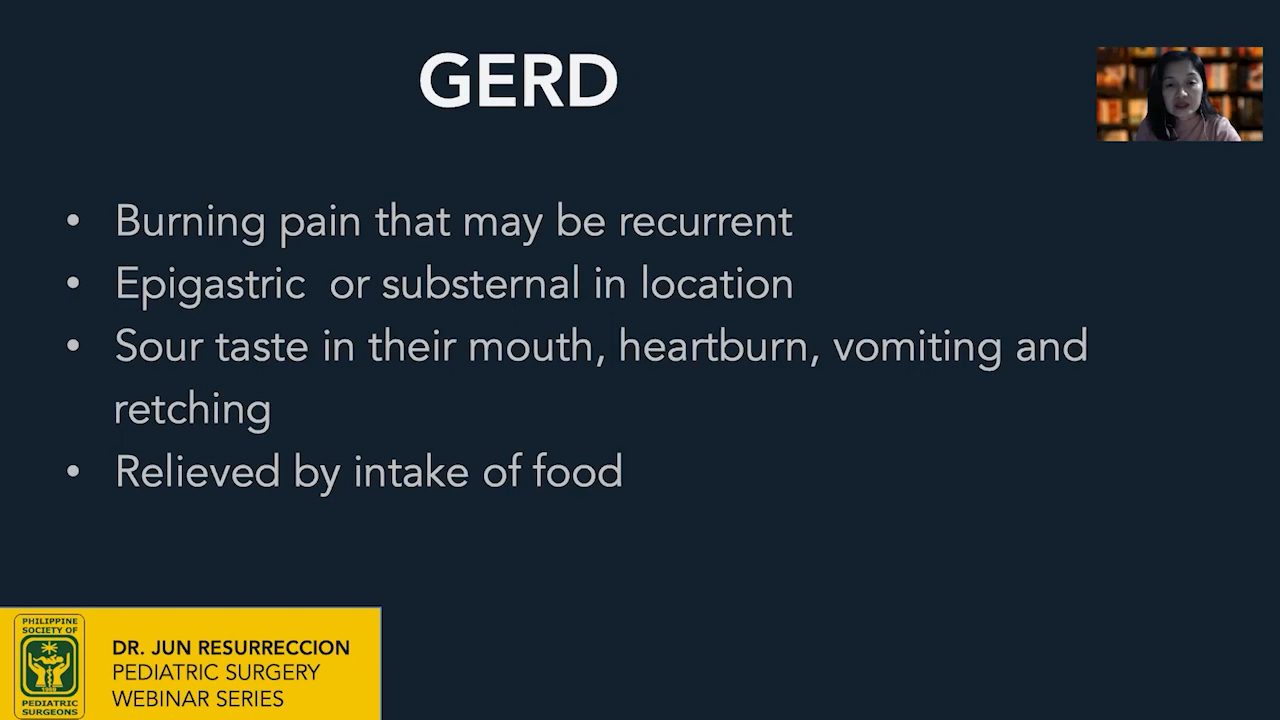 GERD
• Burning pain that may be recurrent
• Epigastric  or substernal in location
• Sour taste in their mouth, heartburn, vomiting and
retching
• Relieved by intake of food
PHILIPPINE
SOCIETY OF
PEDIATRIC
SURGEONS
DR. JUN RESURRECCION
PEDIATRIC SURGERY
WEBINAR SERIES